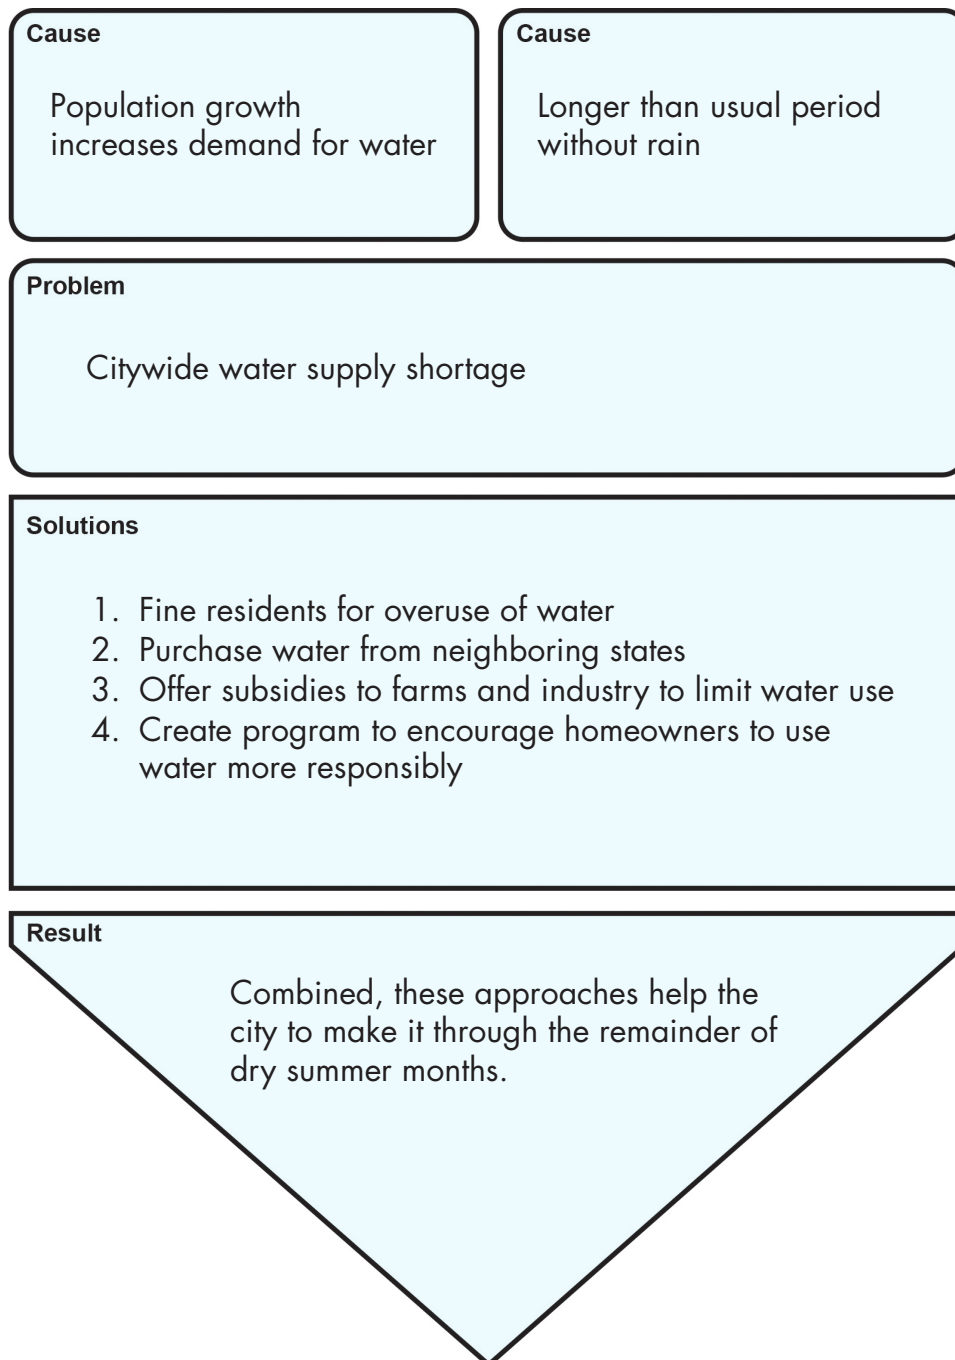 Cause
Population growth
increases demand for water
Cause
Longer than usual period
without rain
Problem
Citywide water supply shortage
Solutions
1. Fine residents for overuse of water
2. Purchase water from neighboring states
3. Offer subsidies to farms and industry to limit water use
4. Create program to encourage homeowners to use
water more responsibly
Result
Combined, these approaches help the
city to make it through the remainder of
dry summer months.